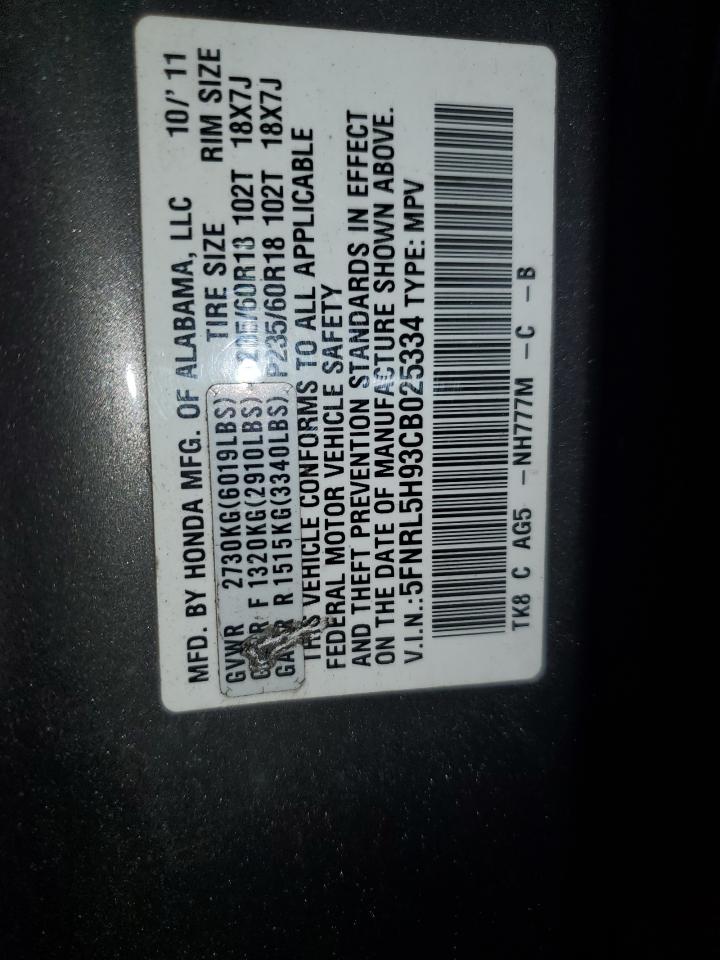 MFD. BY HONDA MFG. OF ALABAMA, LLC 10/'11
TIRE SIZE RIM SIZE
GVWR 2730KG(6019LBS)
F 1320KG(2910LBS) 102T 18X7J
R 1515KG(3340LBS) P235/60R18 102T 18X7J
THIS VEHICLE CONFORMS TO ALL APPLICABLE
FEDERAL MOTOR VEHICLE SAFETY
AND THEFT PREVENTION STANDARDS IN EFFECT
ON THE DATE OF MANUFACTURE SHOWN ABOVE.
V.I.N.:5FNRL5H93CB025334 TYPE: MPV
TK8 C AG5 -NH777M -C -B